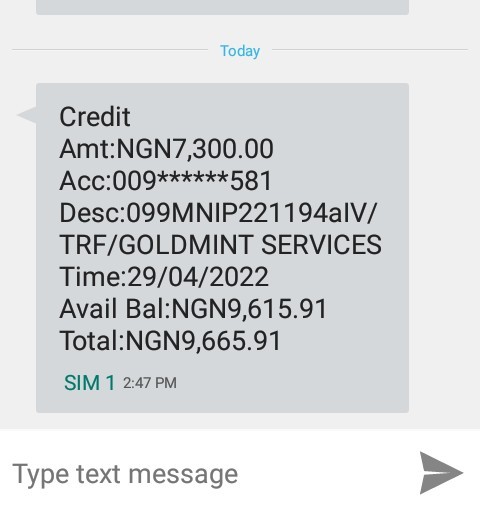 Today
Credit
Amt:NGN7,300.00
Acc:009******581
Desc:099MNIP221194aIV/
TRF/GOLDMINT SERVICES
Time:29/04/2022
Avail Bal:NGN9,615.91
Total:NGN9,665.91
SIM 1 2:47 PM
Type text message